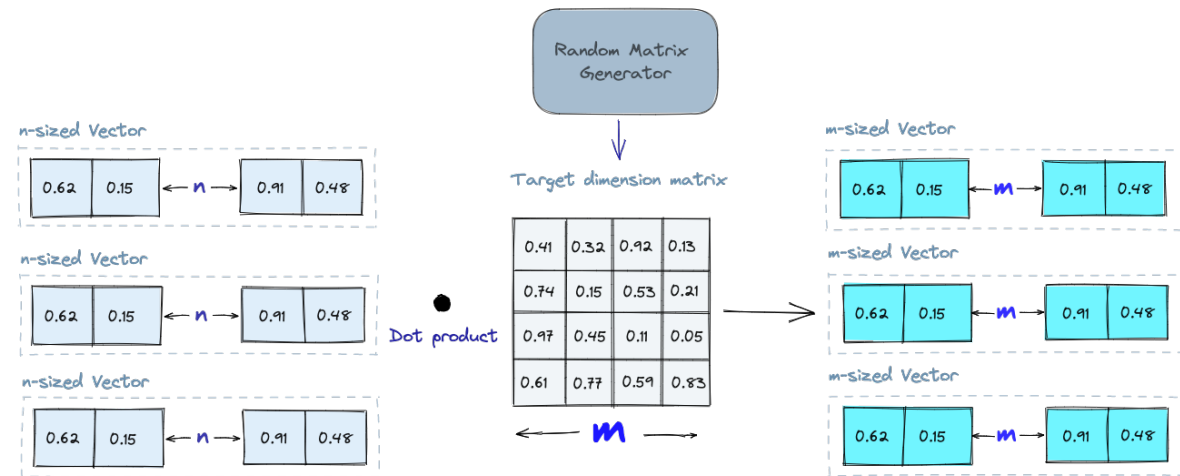 Random Matrix
Generator
n-sized Vector
0.62 0.15 n 0.91 0.48
n-sized Vector
0.62 0.15 n 0.91 0.48
n-sized Vector
0.62 0.15 n 0.91 0.48
Dot product
Target dimension matrix
0.41 0.32 0.92 0.13
0.74 0.15 0.53 0.21
0.97 0.45 0.11 0.05
0.61 0.77 0.59 0.83
m
m-sized Vector
0.62 0.15 m 0.91 0.48
m-sized Vector
0.62 0.15 m 0.91 0.48
m-sized Vector
0.62 0.15 m 0.91 0.48